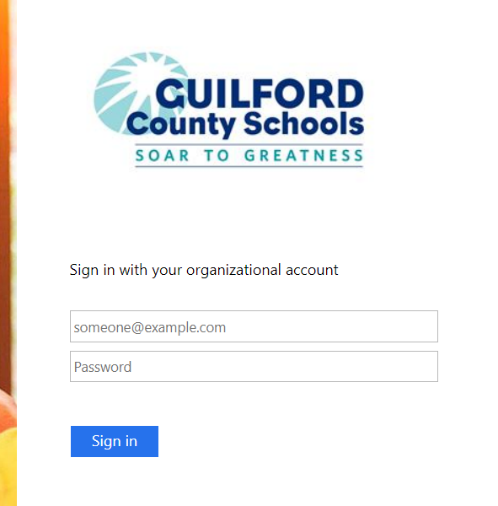 GUILFORD
County Schools
SOAR TO GREATNESS
Sign in with your organizational account
someone@example.com
Password
Sign in